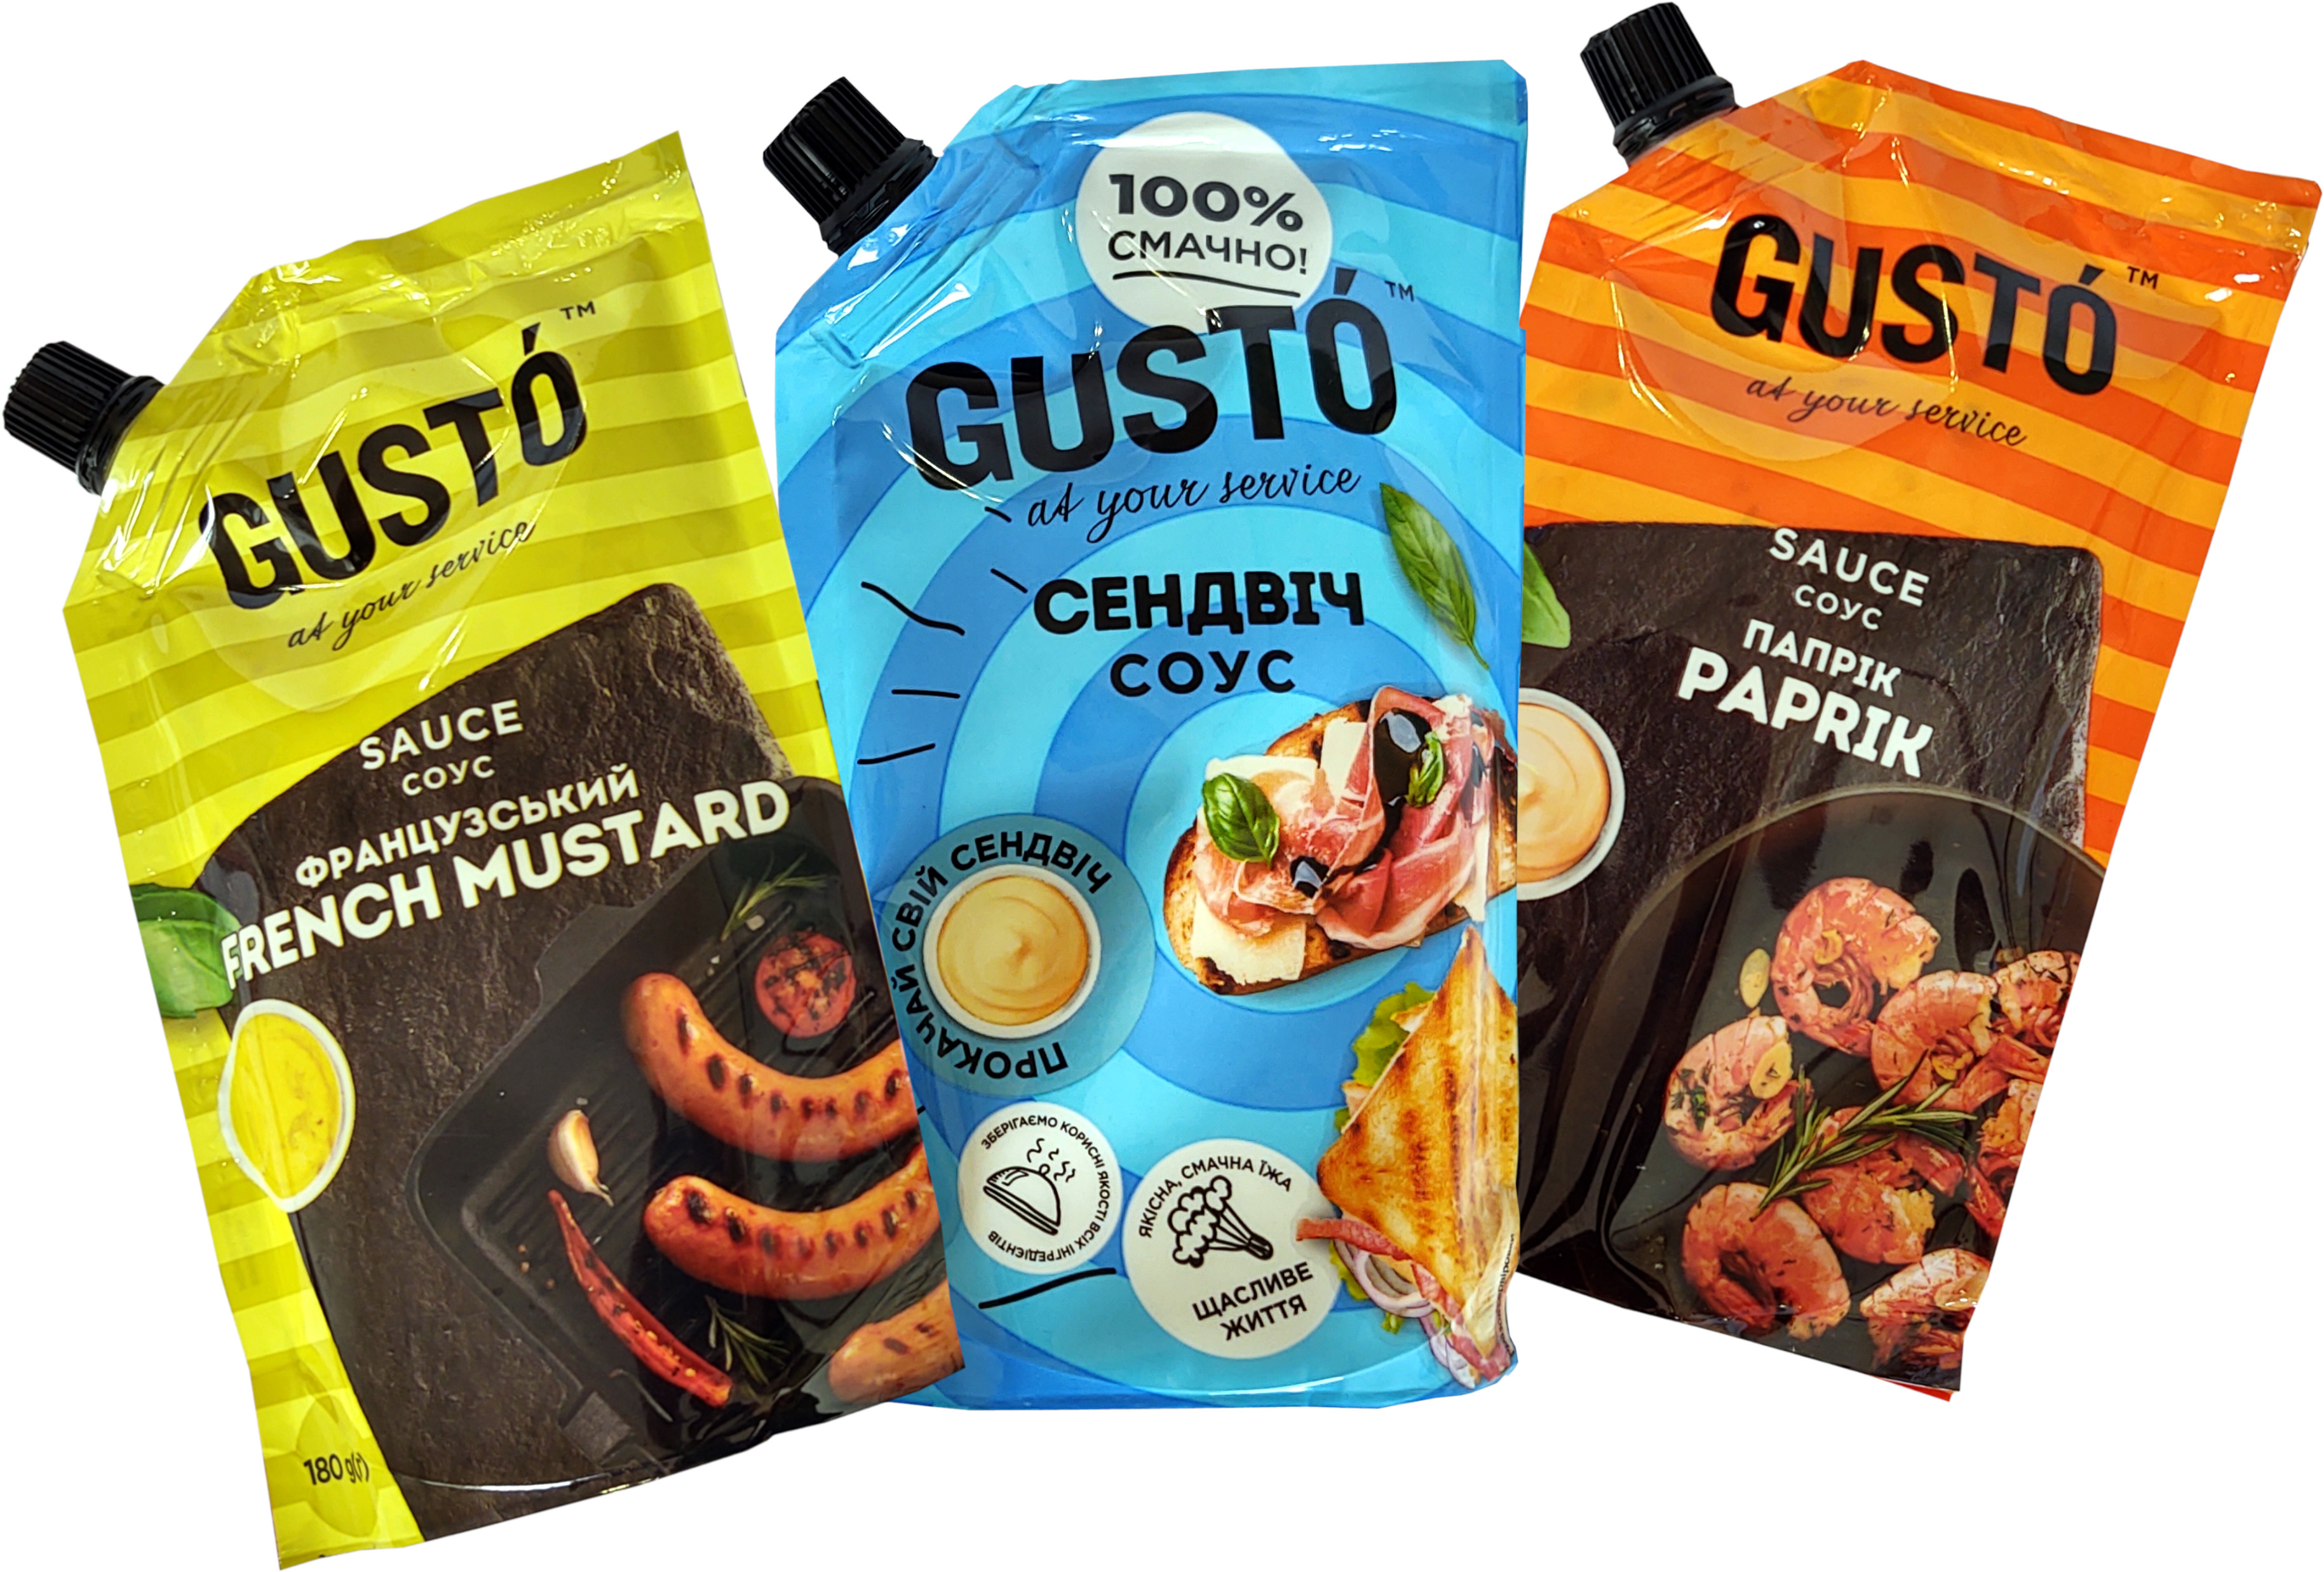 GUSTÓ™
at your service
SAUCE
СОУС
ФРАНЦУЗСЬКИЙ
FRENCH MUSTARD
180 g(г)
100%
СМАЧНО!
GUSTÓ™
at your service
СЕНДВІЧ
СОУС
ПРОКАЧАЙ СВІЙ СЕНДВІЧ
ЗБЕРІГАЄМО КОРИСНІ ЯКОСТІ ВСІХ ІНГРЕДІЄНТІВ
ЯКІСНА, СМАЧНА ЇЖА
ЩАСЛИВЕ
ЖИТТЯ
GUSTÓ™
at your service
SAUCE
СОУС
ПАПРІК
PAPRIK